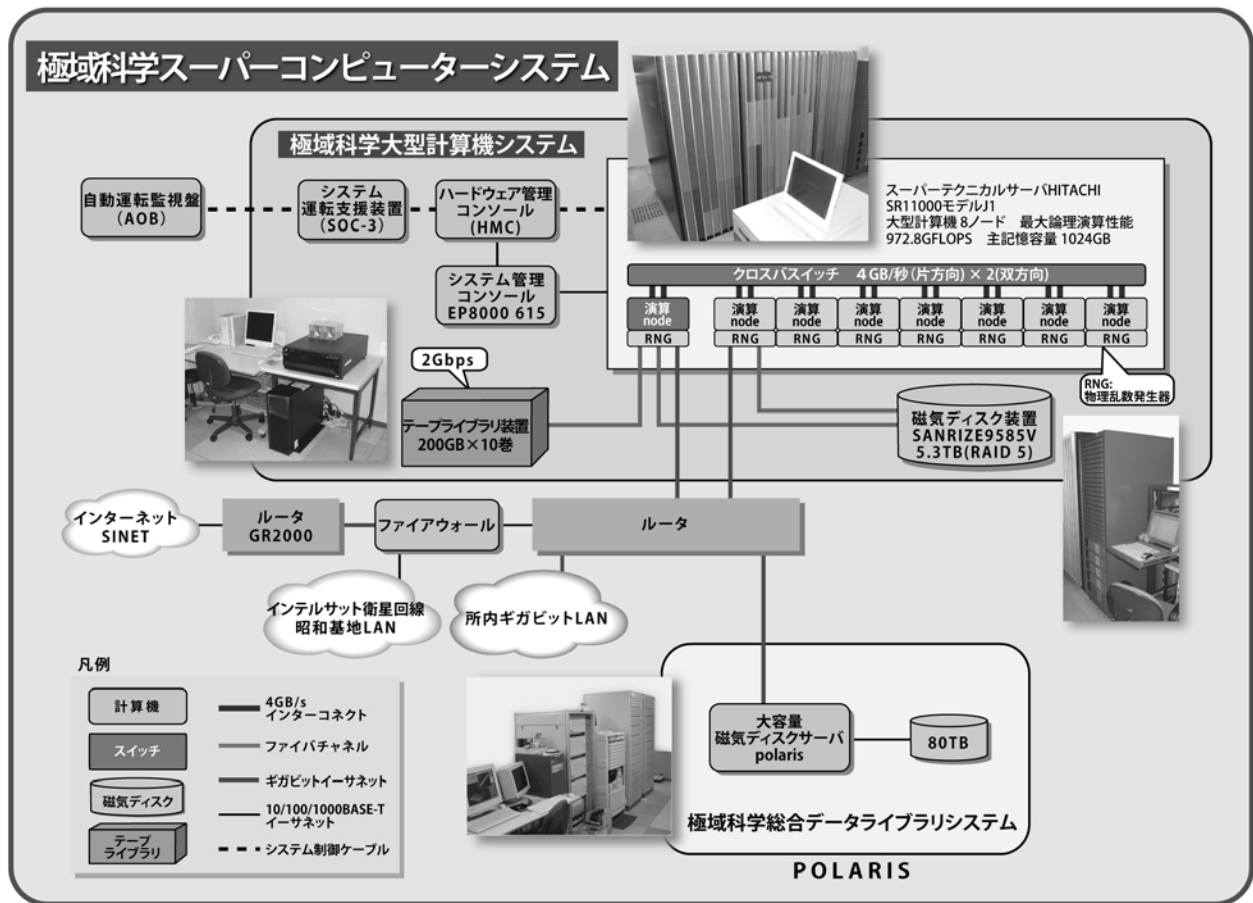 極域科学スーパーコンピューターシステム
極域科学大型計算機システム
自動運転監視盤
(AOB)
システム
運転支援装置
(SOC-3)
ハードウェア管理
コンソール
(HMC)
システム管理
コンソール
EP8000 615
スーパーテクニカルサーバHITACHI
SR11000モデルJ1
大型計算機 8ノード 最大論理演算性能
972.8GFLOPS 主記憶容量 1024GB
クロスバスイッチ 4GB/秒(片方向)×2(双方向)
演算
node
RNG
演算
node
RNG
演算
node
RNG
演算
node
RNG
演算
node
RNG
演算
node
RNG
演算
node
RNG
演算
node
RNG
RNG:
物理乱数発生器
2Gbps
テープライブラリ装置
200GB×10巻
磁気ディスク装置
SANRIZE9585V
5.3TB(RAID 5)
インターネット
SINET
ルータ
GR2000
ファイアウォール
ルータ
インテルサット衛星回線
昭和基地LAN
所内ギガビットLAN
凡例
計算機
スイッチ
磁気ディスク
テープ
ライブラリ
4GB/s
インターコネクト
ファイバチャネル
ギガビットイーサネット
10/100/1000BASE-T
イーサネット
システム制御ケーブル
大容量
磁気ディスクサーバ
polaris
80TB
極域科学総合データライブラリシステム
POLARIS